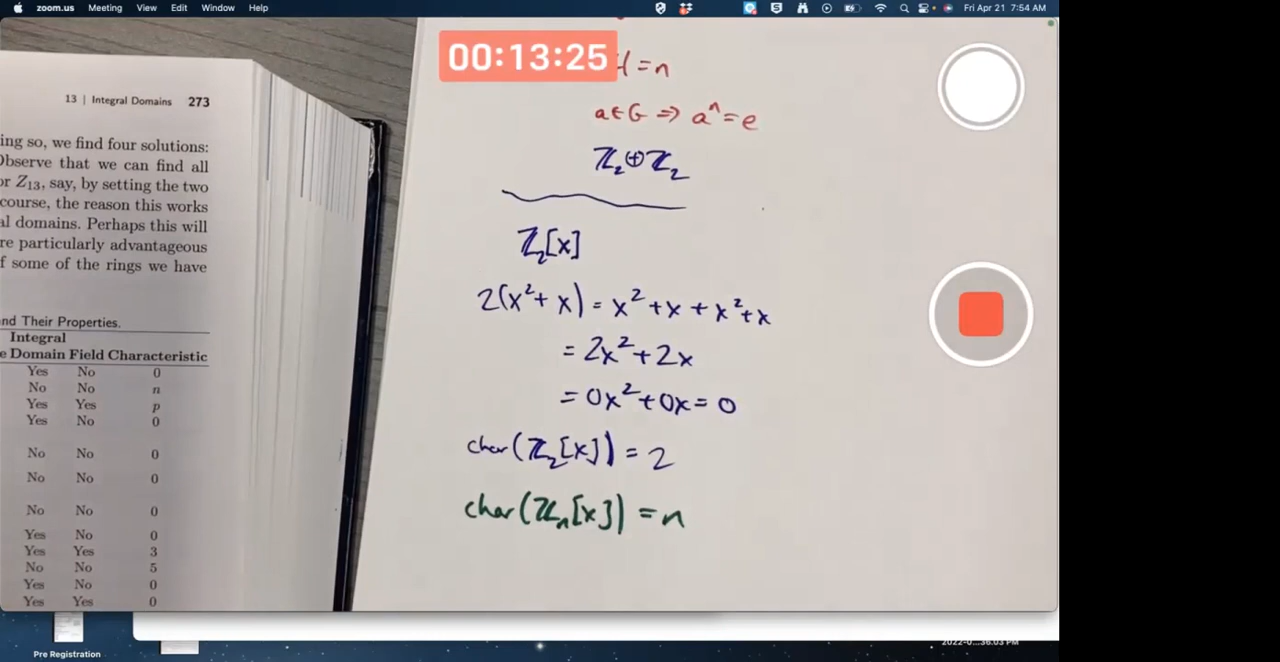 zoom.us Meeting View Edit Window Help Fri Apr 21 7:54 AM
00:13:25
=n
a∈G ⇒ aⁿ=e
ℤ₂⊕ℤ₂
ℤ₂[x]
2(x²+x) = x²+x+x²+x
= 2x²+2x
= 0x²+0x=0
char(ℤ₂[x])=2
char(ℤₙ[x])=n
13 | Integral Domains 273
ing so, we find four solutions:
Observe that we can find all
or Z₁₃, say, by setting the two
course, the reason this works
al domains. Perhaps this will
re particularly advantageous
f some of the rings we have
nd Their Properties.
Integral
e Domain Field Characteristic
Yes No 0
No No n
Yes Yes p
Yes No 0
No No 0
No No 0
No No 0
Yes No 0
Yes Yes 3
No No 5
Yes No 0
Yes Yes 0
Pre Registration